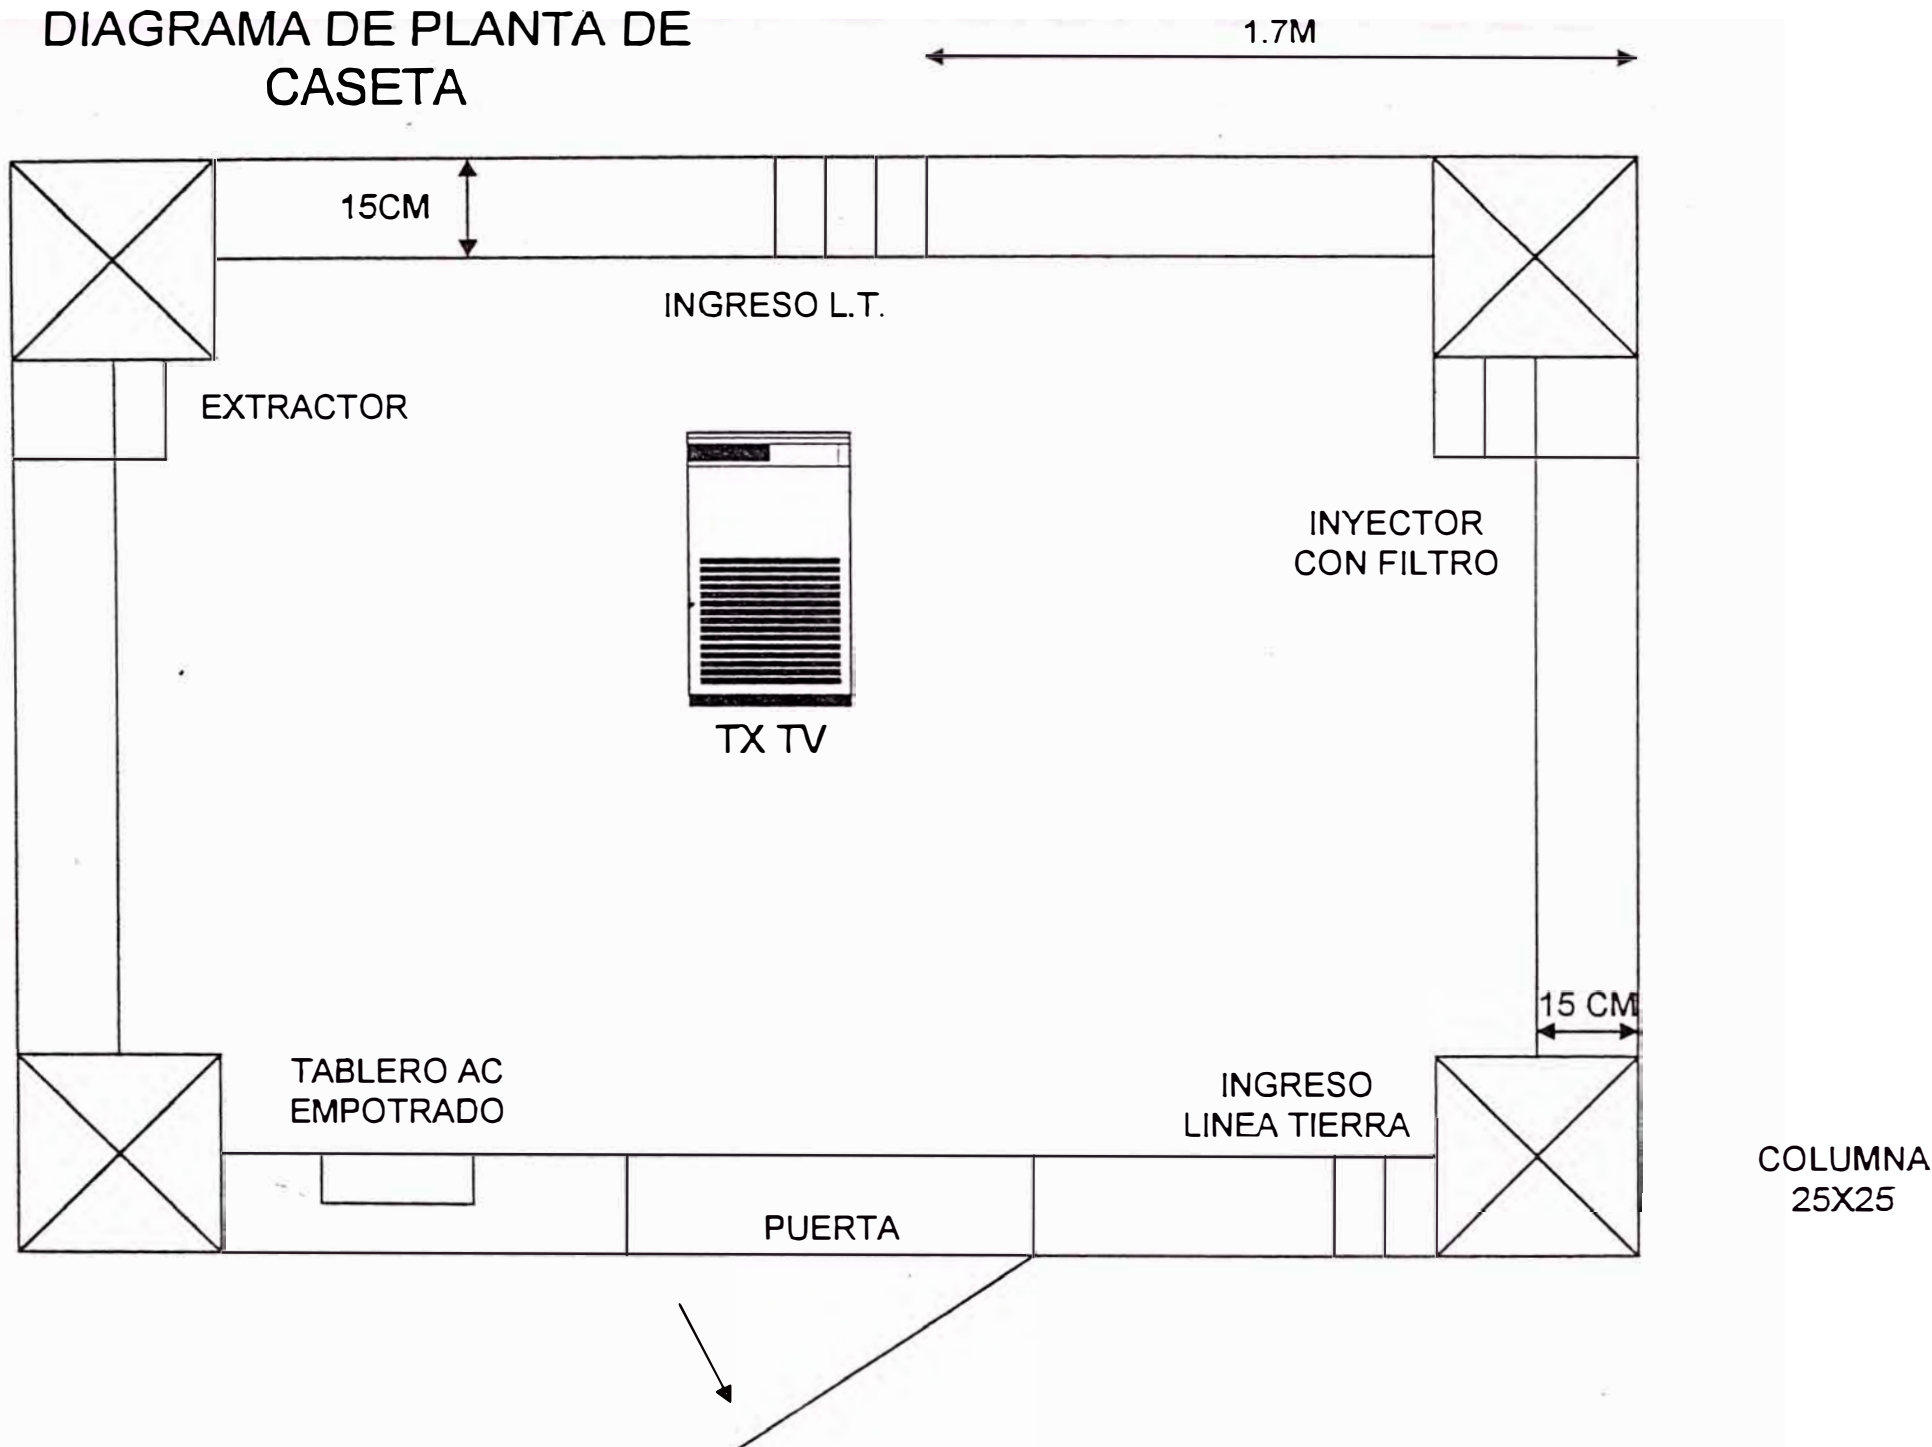 DIAGRAMA DE PLANTA DE
CASETA
1.7M
15CM
INGRESO L.T.
EXTRACTOR
INYECTOR
CON FILTRO
TX TV
15 CM
TABLERO AC
EMPOTRADO
INGRESO
LINEA TIERRA
COLUMNA
25X25
PUERTA